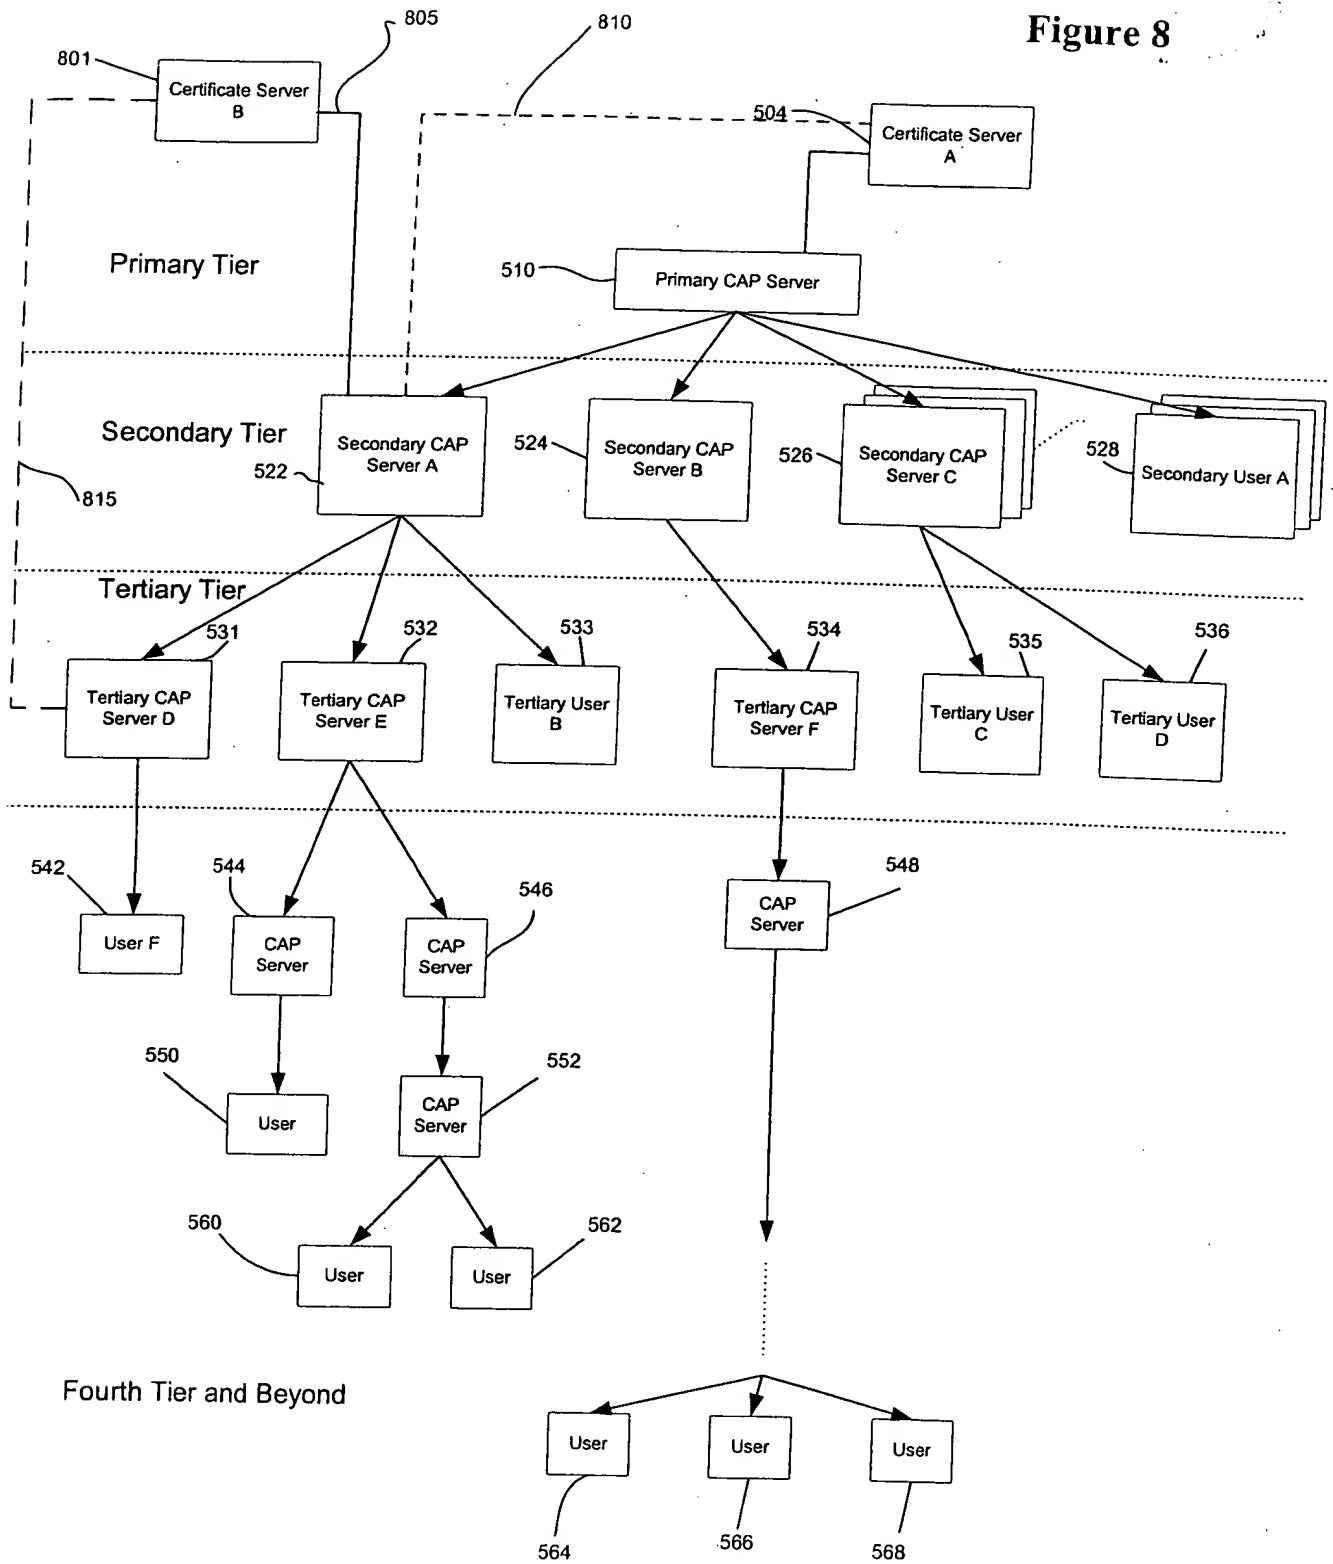 Figure 8
805
810
801
Certificate Server
B
504
Certificate Server
A
Primary Tier
510
Primary CAP Server
Secondary Tier
Secondary CAP
Server A
522
524
Secondary CAP
Server B
526
Secondary CAP
Server C
528
Secondary User A
815
Tertiary Tier
531
532
533
534
535
536
Tertiary CAP
Server D
Tertiary CAP
Server E
Tertiary User
B
Tertiary CAP
Server F
Tertiary User
C
Tertiary User
D
542
544
546
548
User F
CAP
Server
CAP
Server
CAP
Server
550
552
User
CAP
Server
560
562
User
User
Fourth Tier and Beyond
User
User
User
564
566
568